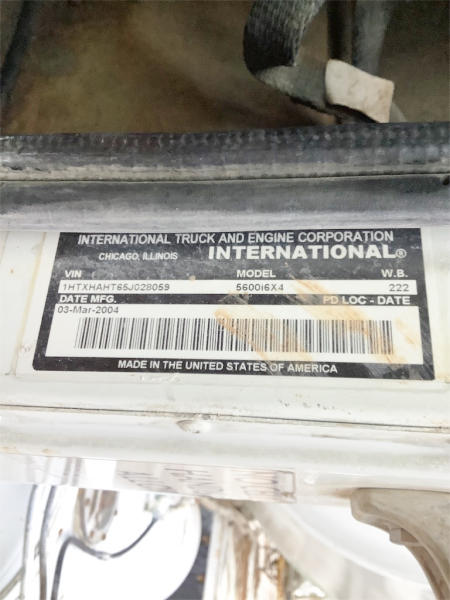 INTERNATIONAL TRUCK AND ENGINE CORPORATION
CHICAGO, ILLINOIS INTERNATIONAL®
VIN MODEL W.B.
1HTXHAHT65J028059 5600i6X4 222
DATE MFG. PD LOC - DATE
03-Mar-2004
MADE IN THE UNITED STATES OF AMERICA